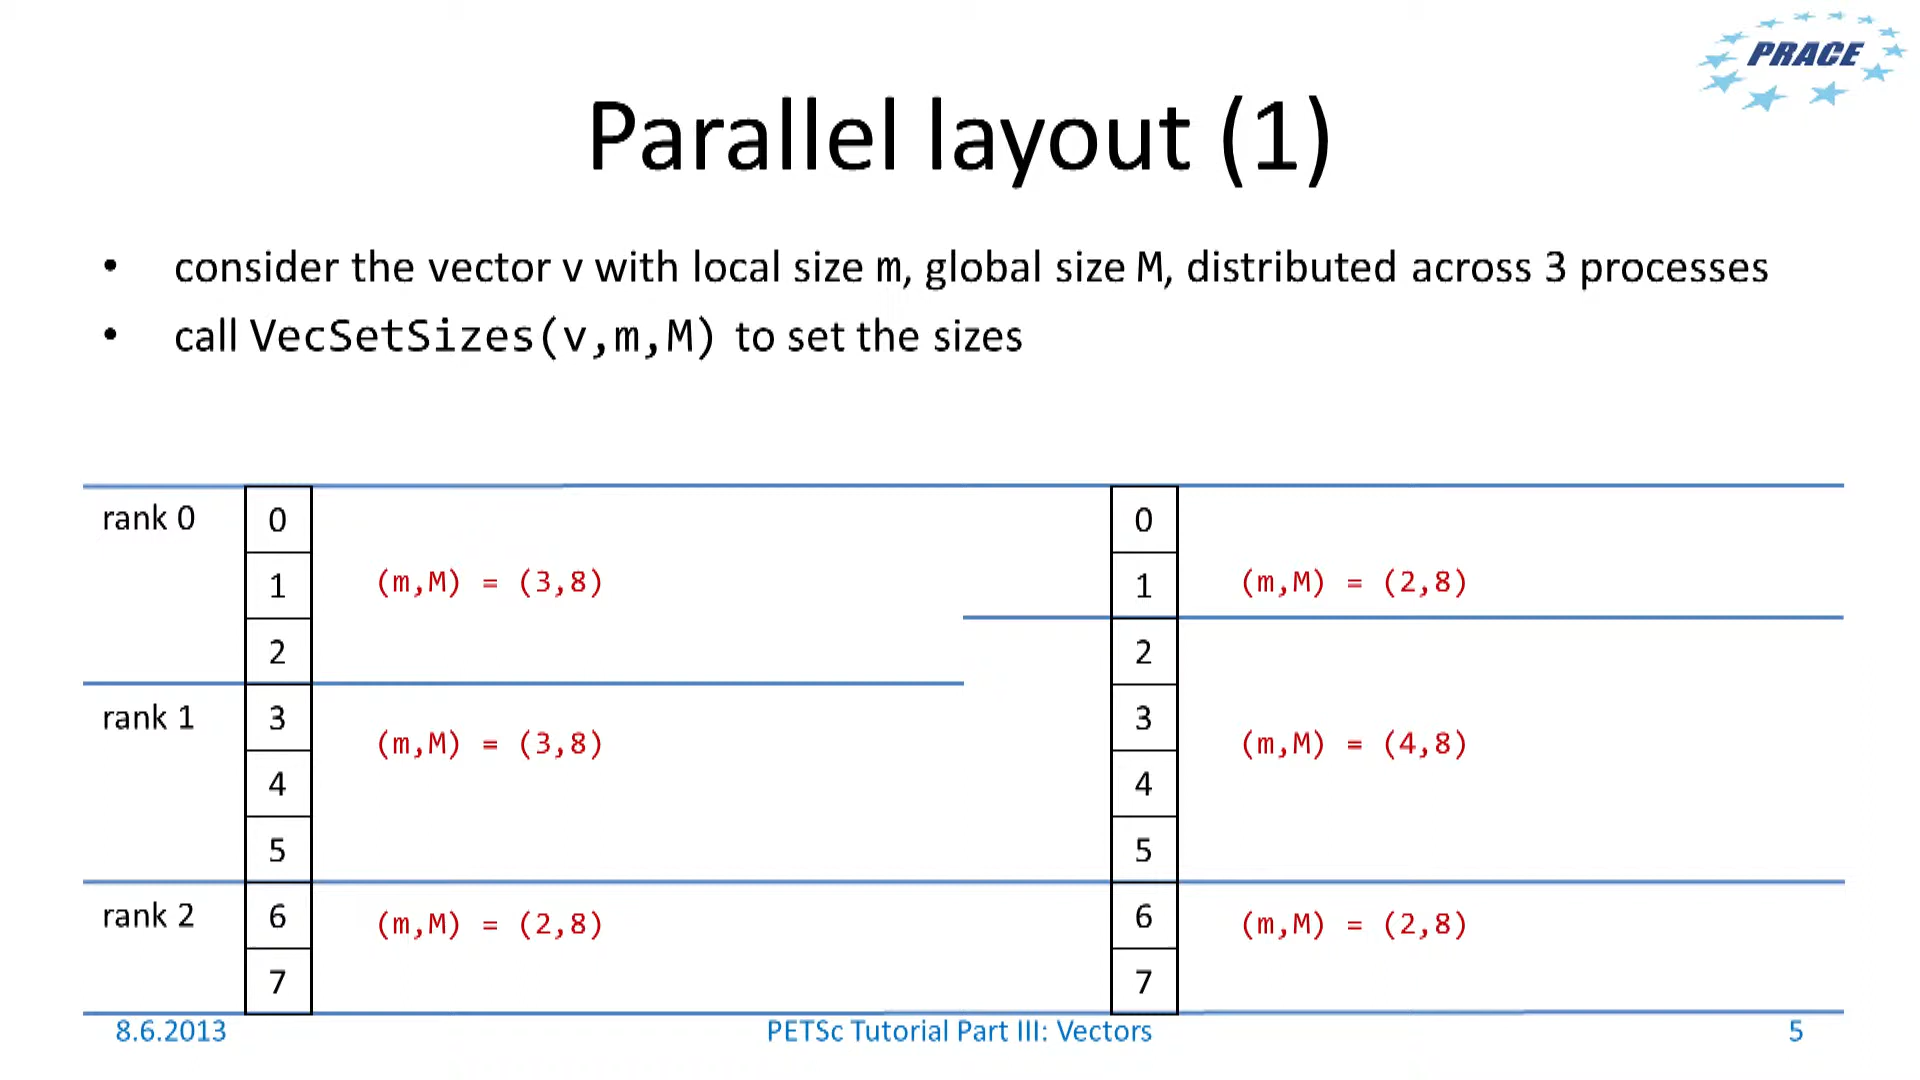 PRACE
Parallel layout (1)
• consider the vector v with local size m, global size M, distributed across 3 processes
• call VecSetSizes(v,m,M) to set the sizes
rank 0 0 0
1 (m,M) = (3,8) 1 (m,M) = (2,8)
2 2
rank 1 3 (m,M) = (3,8) 3 (m,M) = (4,8)
4 4
5 5
rank 2 6 (m,M) = (2,8) 6 (m,M) = (2,8)
7 7
8.6.2013 PETSc Tutorial Part III: Vectors 5